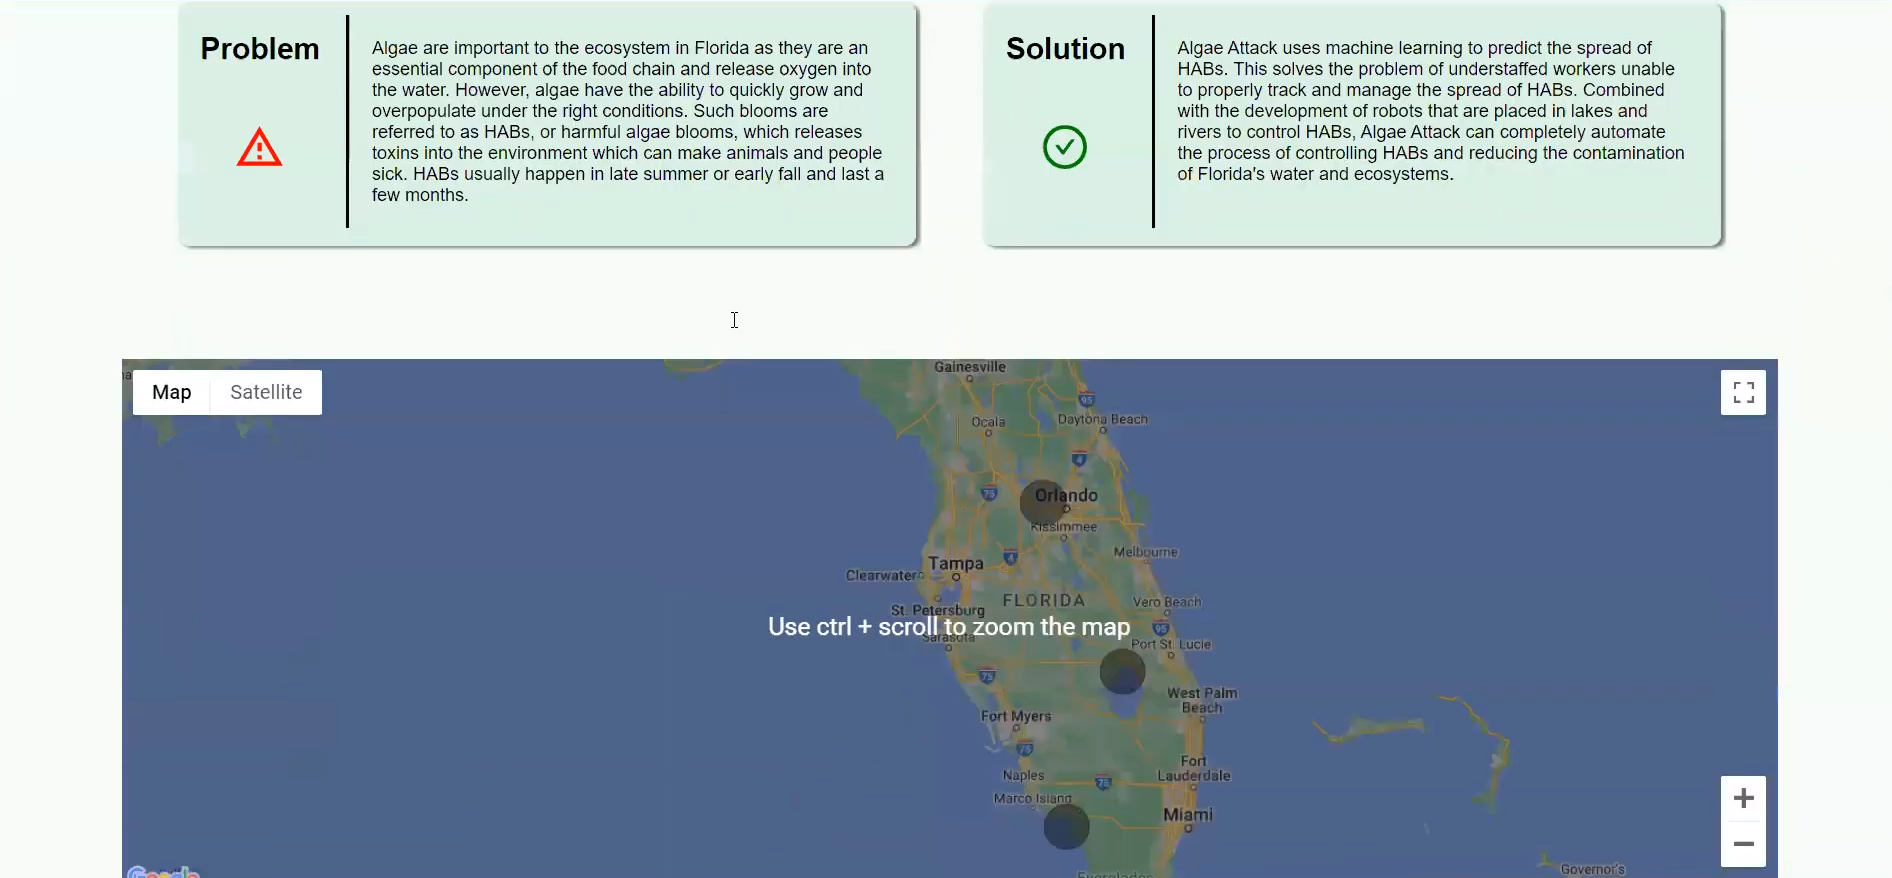 Problem
Algae are important to the ecosystem in Florida as they are an
essential component of the food chain and release oxygen into
the water. However, algae have the ability to quickly grow and
overpopulate under the right conditions. Such blooms are
referred to as HABs, or harmful algae blooms, which releases
toxins into the environment which can make animals and people
sick. HABs usually happen in late summer or early fall and last a
few months.
Solution
Algae Attack uses machine learning to predict the spread of
HABs. This solves the problem of understaffed workers unable
to properly track and manage the spread of HABs. Combined
with the development of robots that are placed in lakes and
rivers to control HABs, Algae Attack can completely automate
the process of controlling HABs and reducing the contamination
of Florida's water and ecosystems.
Map
Satellite
Gainesville
95
Ocala
Daytona Beach
4
75
Orlando
Kissimmee
Melbourne
4
Tampa
Clearwater
FLORIDA
Vero Beach
St. Petersburg
Use ctrl + scroll to zoom the map
95
Sarasota
Port St. Lucie
75
West Palm
Beach
Fort Myers
75
Fort
Lauderdale
Naples
75
Marco Island
Miami
Google
Everglades
Governor's